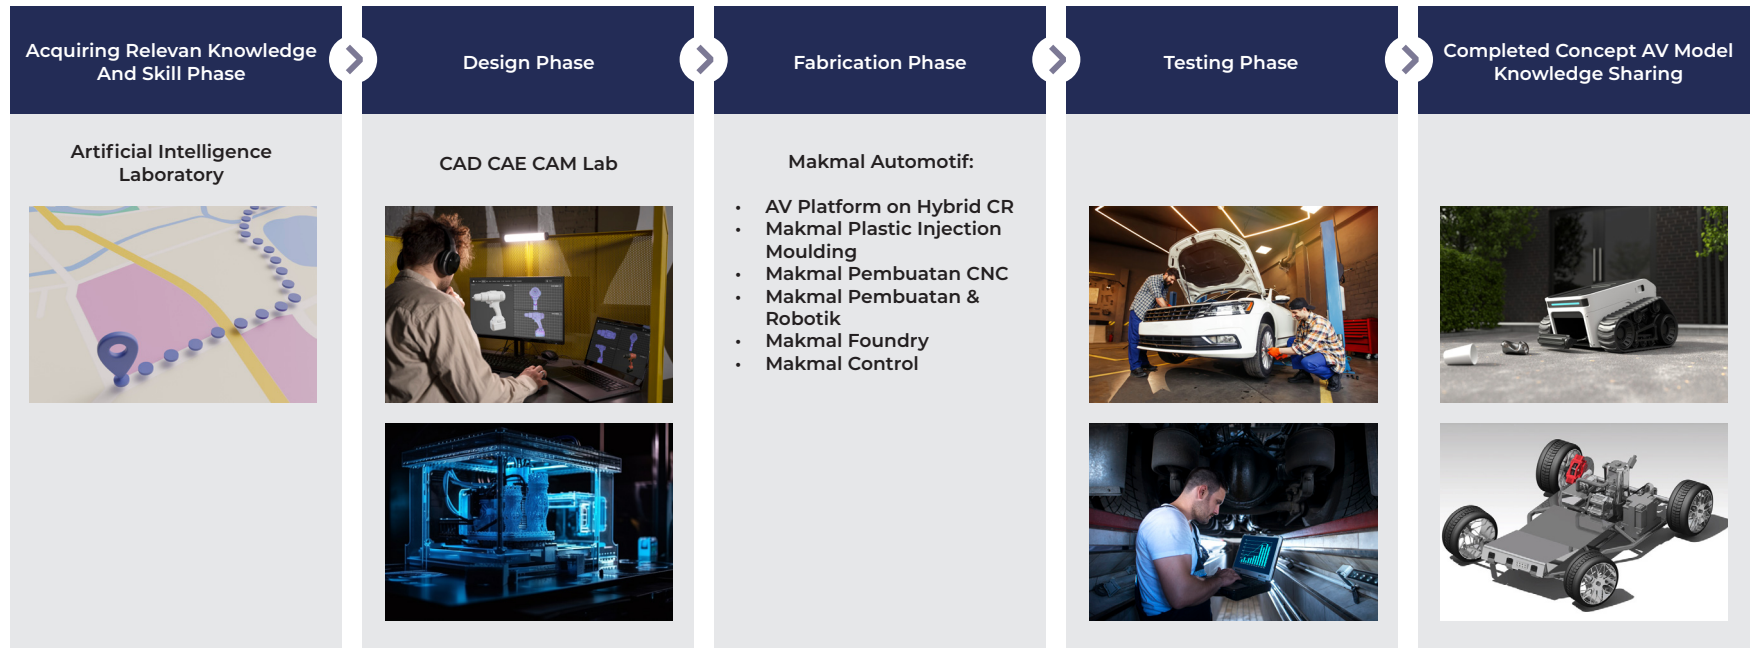 Acquiring Relevan Knowledge
And Skill Phase
Design Phase
Fabrication Phase
Testing Phase
Completed Concept AV Model
Knowledge Sharing
Artificial Intelligence
Laboratory
CAD CAE CAM Lab
Makmal Automotif:
• AV Platform on Hybrid CR
• Makmal Plastic Injection
Moulding
• Makmal Pembuatan CNC
• Makmal Pembuatan &
Robotik
• Makmal Foundry
• Makmal Control